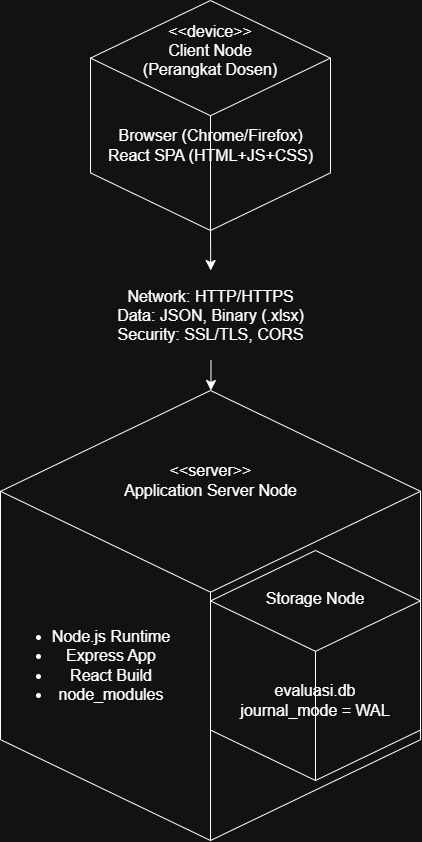 <<device>>
Client Node
(Perangkat Dosen)
Browser (Chrome/Firefox)
React SPA (HTML+JS+CSS)
Network: HTTP/HTTPS
Data: JSON, Binary (.xlsx)
Security: SSL/TLS, CORS
<<server>>
Application Server Node
Storage Node
• Node.js Runtime
• Express App
• React Build
• node_modules
evaluasi.db
journal_mode = WAL